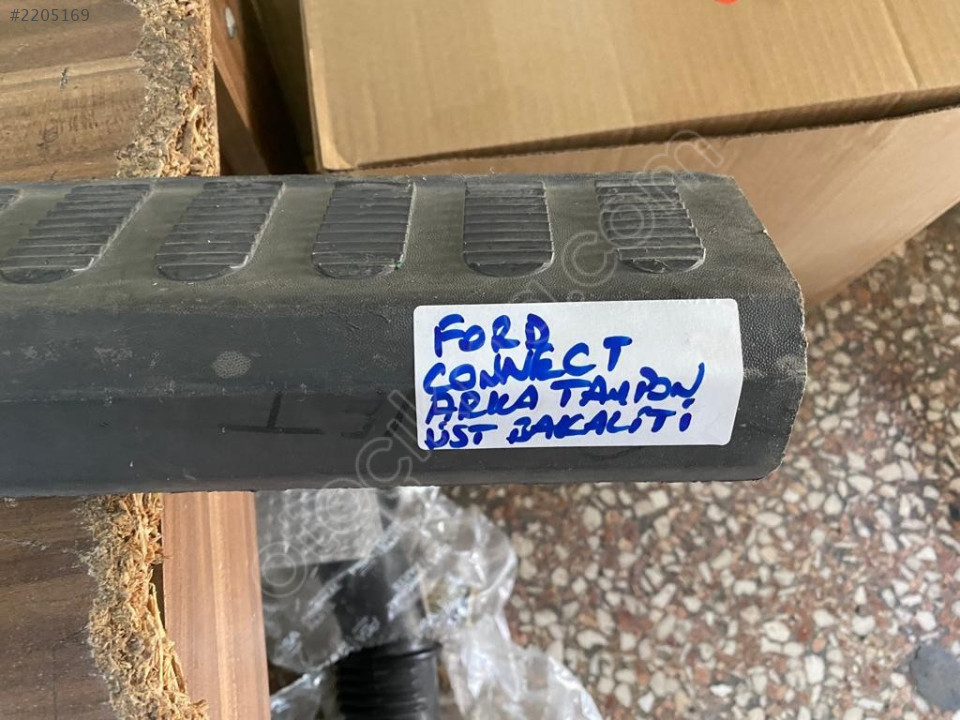 #2205169
FORD
CONNECT
ARKA TAMPON
ÜST BAKALİTİ